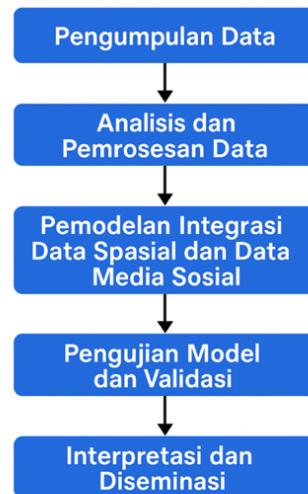 Pengumpulan Data
Analisis dan
Pemrosesan Data
Pemodelan Integrasi
Data Spasial dan Data
Media Sosial
Pengujian Model
dan Validasi
Interpretasi dan
Diseminasi